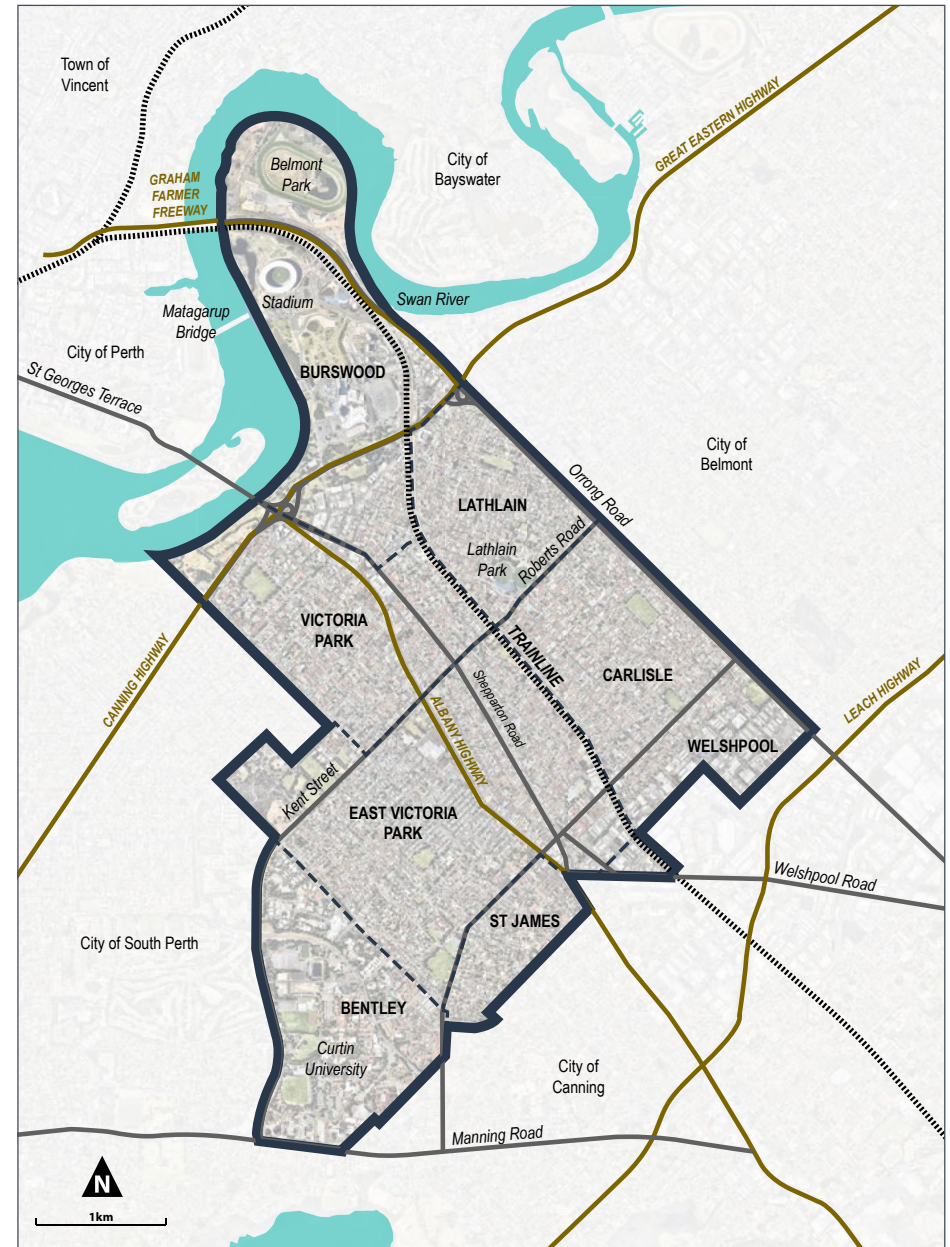 Town of
Vincent
Belmont
Park
City of
Bayswater
GREAT EASTERN HIGHWAY
GRAHAM
FARMER
FREEWAY
Stadium
Swan River
Matagarup
Bridge
City of Perth
St Georges Terrace
BURSWOOD
City of
Belmont
Orrong Road
LATHLAIN
Lathlain
Park
Roberts Road
VICTORIA
PARK
TRAINLINE
CARLISLE
Shepparton Road
CANNING HIGHWAY
ALBANY HIGHWAY
LEACH HIGHWAY
WELSHPOOL
Kent Street
EAST VICTORIA
PARK
Welshpool Road
ST JAMES
City of South Perth
BENTLEY
Curtin
University
City of
Canning
Manning Road
N
1km